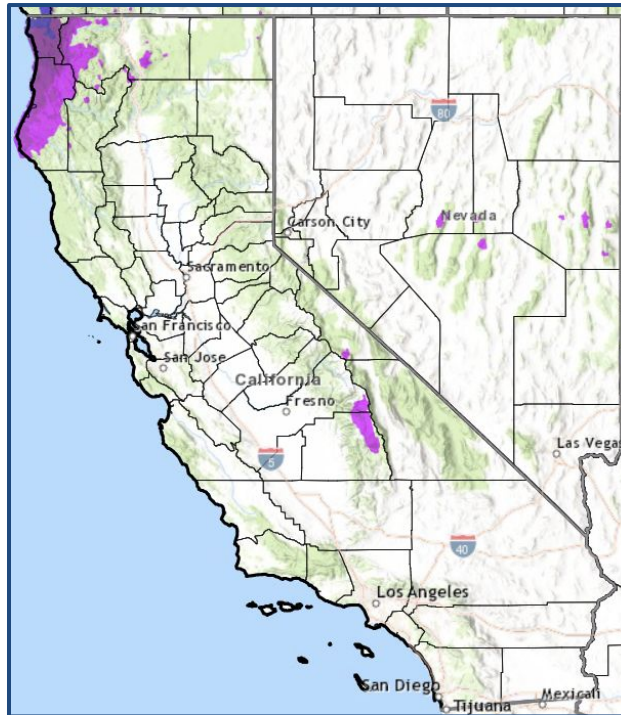 80
Nevada
Carson City
Sacramento
San Francisco
San Jose
California
Fresno
Las Vegas
5
40
Los Angeles
San Diego
Tijuana
Mexicali